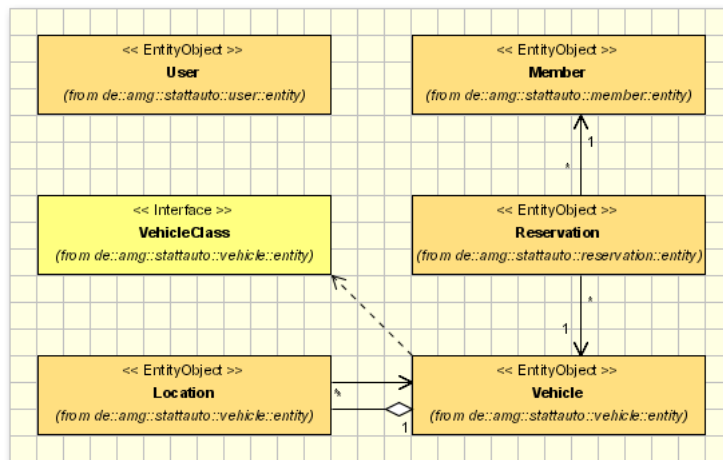 << EntityObject >>
User
(from de::amg::stattauto::user::entity)
<< EntityObject >>
Member
(from de::amg::stattauto::member::entity)
1
*
<< Interface >>
VehicleClass
(from de::amg::stattauto::vehicle::entity)
<< EntityObject >>
Reservation
(from de::amg::stattauto::reservation::entity)
*
1
<< EntityObject >>
Location
(from de::amg::stattauto::vehicle::entity)
*
1
<< EntityObject >>
Vehicle
(from de::amg::stattauto::vehicle::entity)